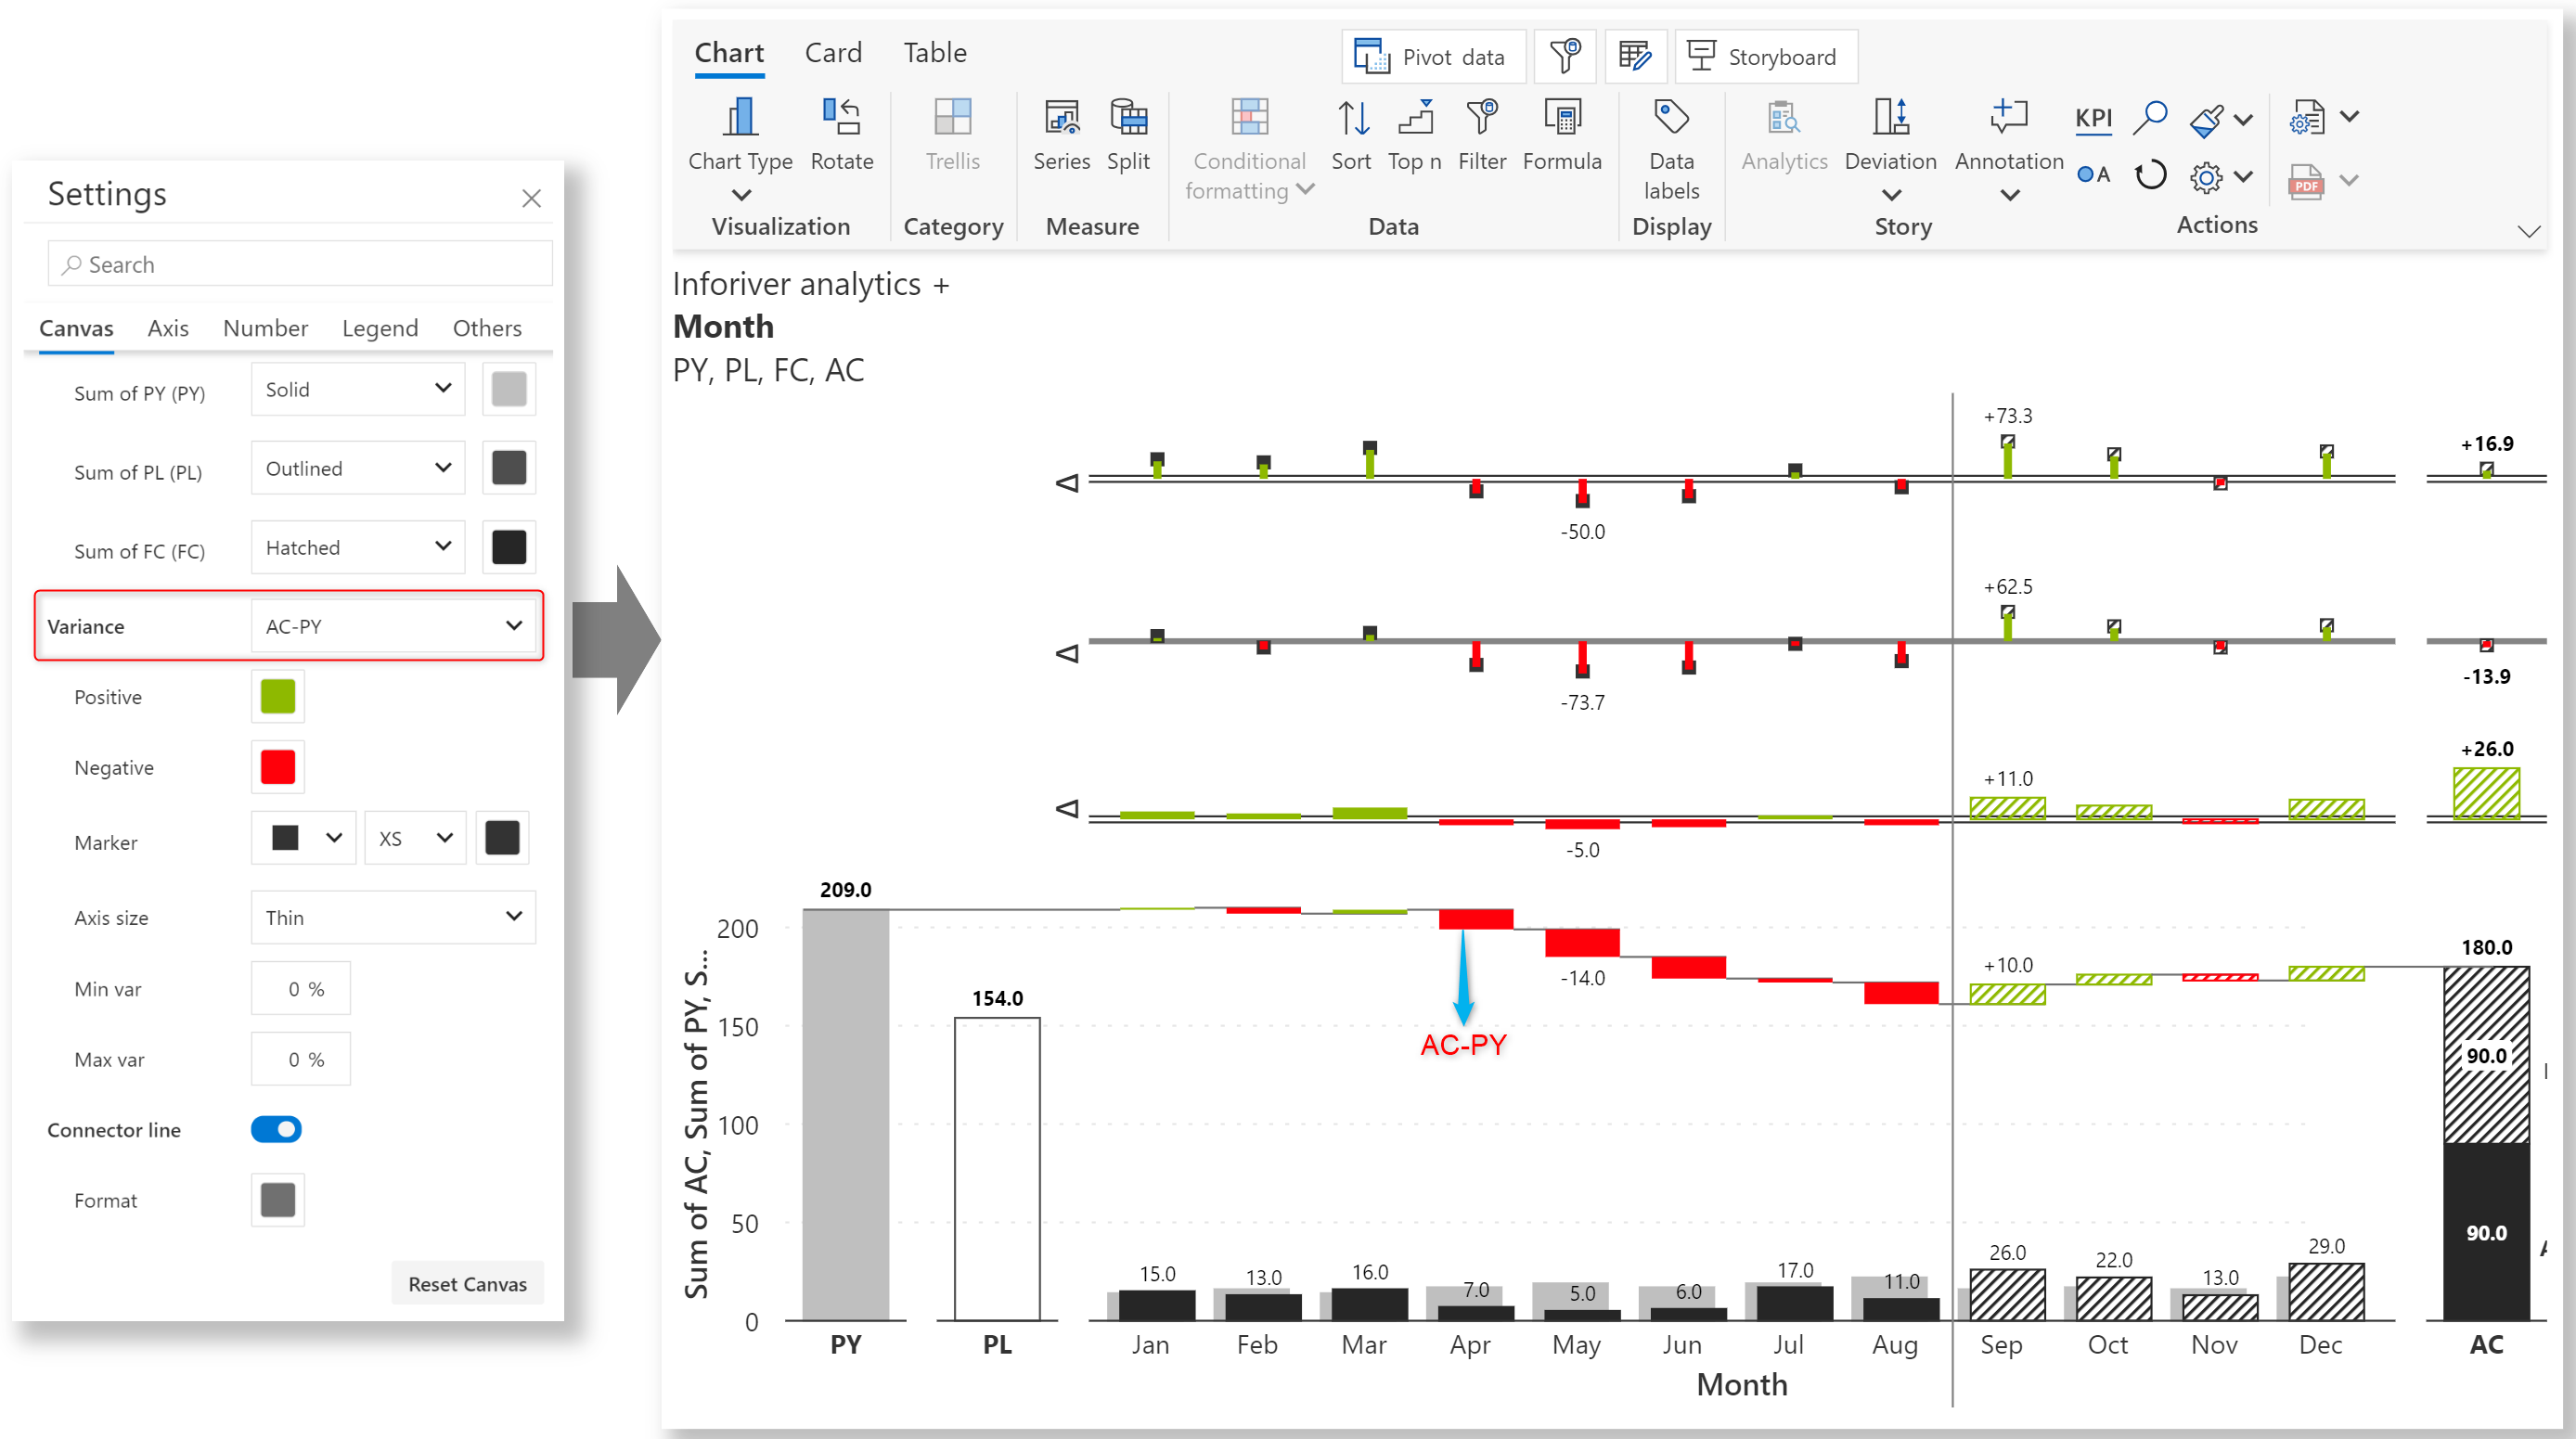 Settings
Search
Canvas Axis Number Legend Others
Sum of PY (PY) Solid
Sum of PL (PL) Outlined
Sum of FC (FC) Hatched
Variance AC-PY
Positive
Negative
Marker XS
Axis size Thin
Min var 0 %
Max var 0 %
Connector line
Format
Reset Canvas
Chart Card Table
Pivot data Storyboard
Chart Type Rotate Trellis Series Split Conditional formatting Sort Top n Filter Formula Data labels Analytics Deviation Annotation KPI
A PDF
Visualization Category Measure Data Display Story Actions
Inforiver analytics +
Month
PY, PL, FC, AC
+73.3
+16.9
-50.0
+62.5
-73.7
-13.9
+26.0
+11.0
-5.0
209.0
180.0
+10.0
-14.0
154.0
AC-PY
90.0
90.0
Sum of AC, Sum of PY, S...
200
150
100
50
0
15.0 13.0 16.0 7.0 5.0 6.0 17.0 11.0 26.0 22.0 13.0 29.0
PY PL Jan Feb Mar Apr May Jun Jul Aug Sep Oct Nov Dec AC
Month